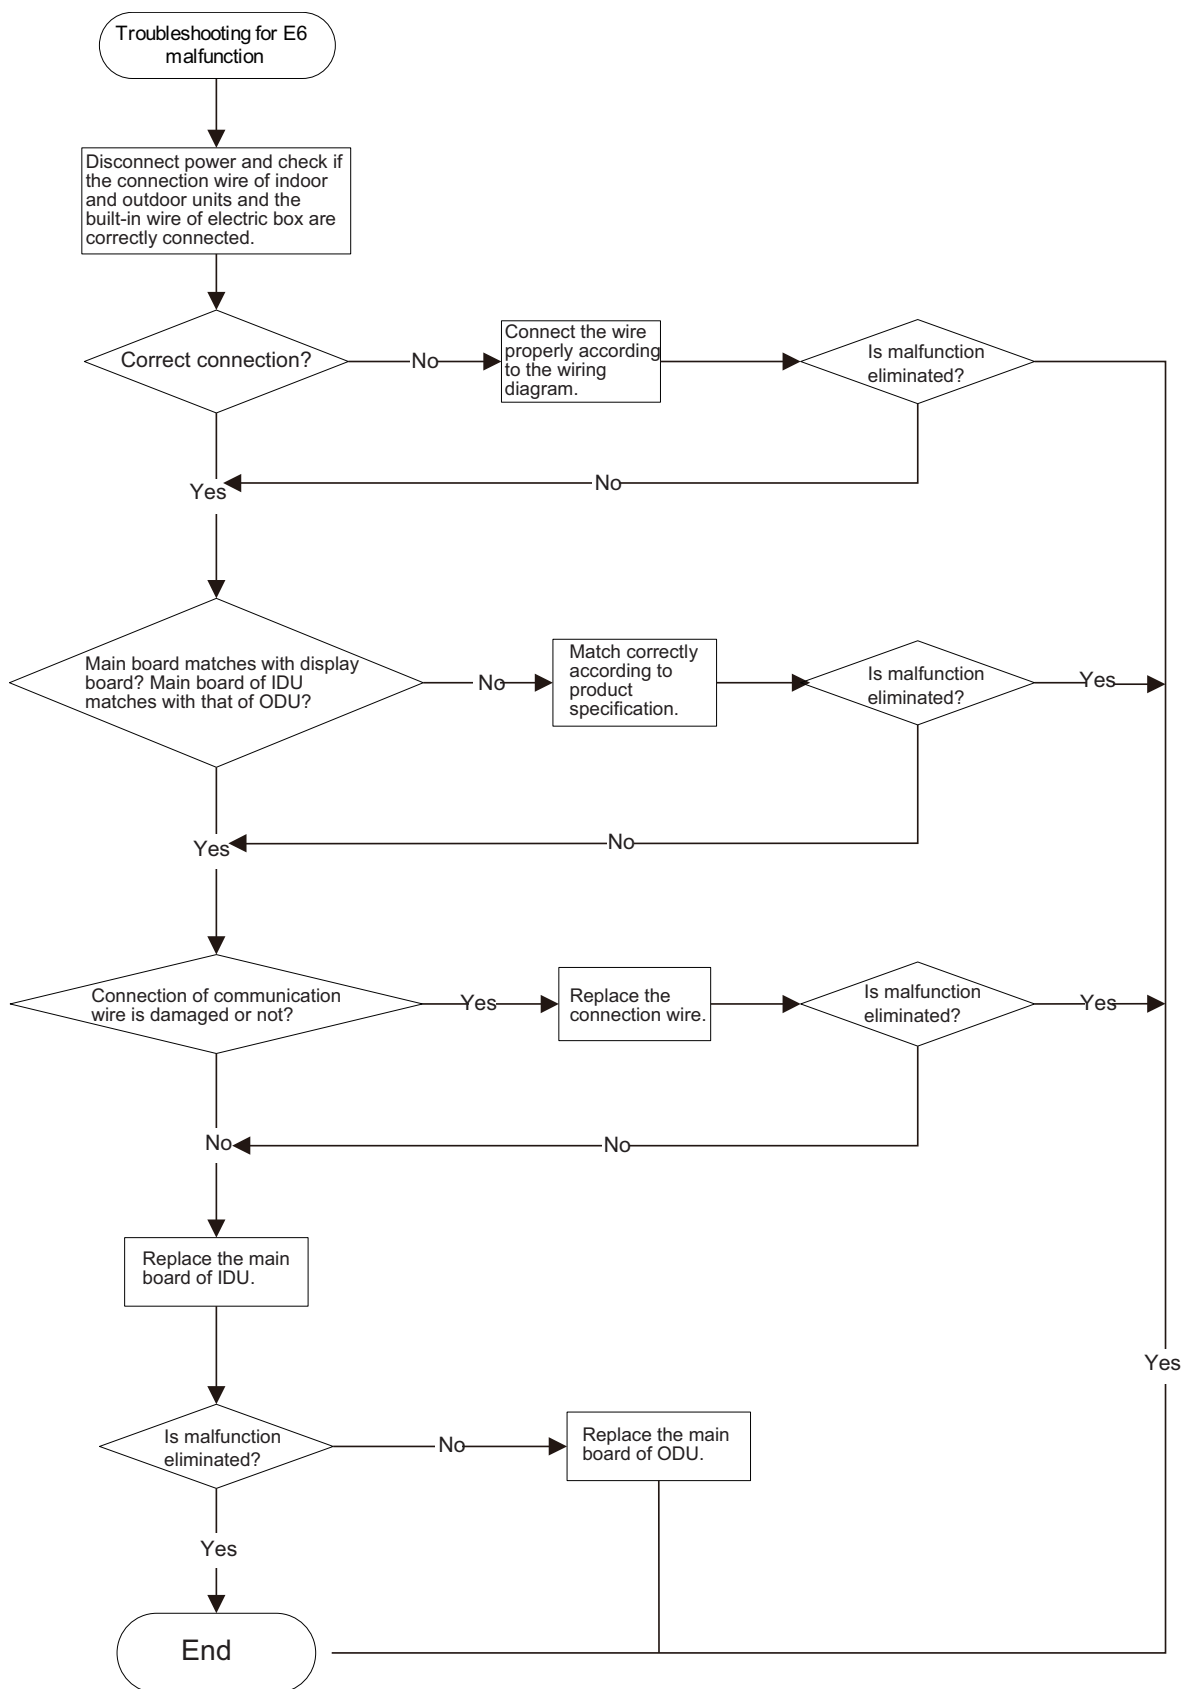 Troubleshooting for E6
malfunction
Disconnect power and check if
the connection wire of indoor
and outdoor units and the
built-in wire of electric box are
correctly connected.
Correct connection?
No
Connect the wire
properly according
to the wiring
diagram.
Is malfunction
eliminated?
No
Yes
Main board matches with display
board? Main board of IDU
matches with that of ODU?
No
Match correctly
according to
product
specification.
Is malfunction
eliminated?
Yes
No
Yes
Connection of communication
wire is damaged or not?
Yes
Replace the
connection wire.
Is malfunction
eliminated?
Yes
No
No
Replace the main
board of IDU.
Yes
Is malfunction
eliminated?
No
Replace the main
board of ODU.
Yes
End